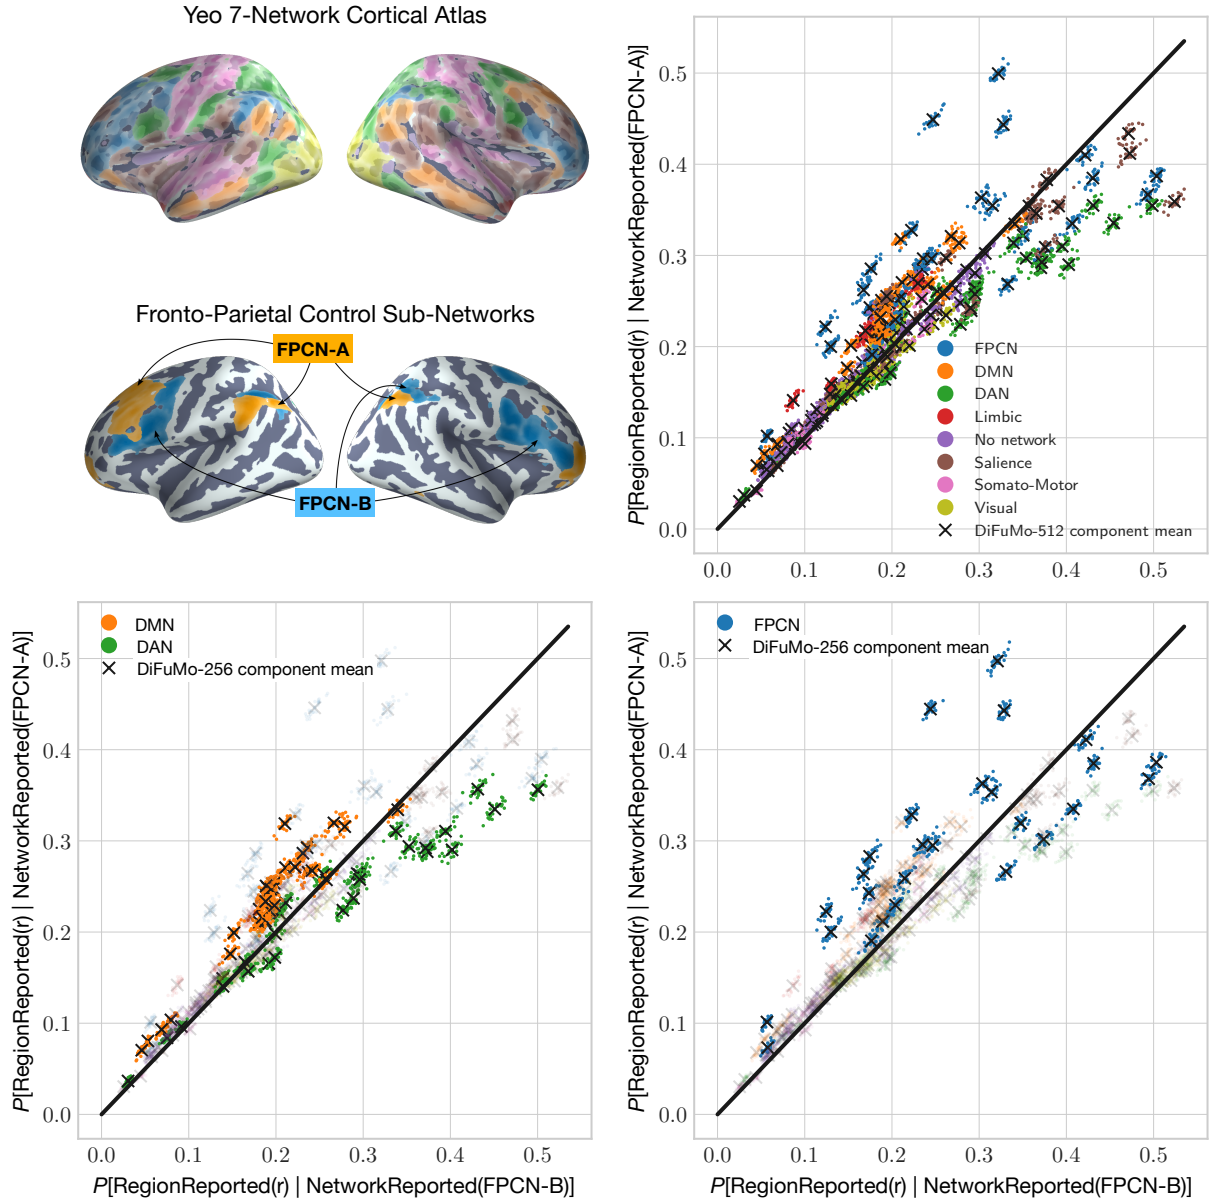 Yeo 7-Network Cortical Atlas
Fronto-Parietal Control Sub-Networks
FPCN-A
FPCN-B
P[RegionReported(r) | NetworkReported(FPCN-A)]
0.5
0.4
0.3
0.2
0.1
0.0
FPCN
DMN
DAN
Limbic
No network
Salience
Somato-Motor
Visual
DiFuMo-512 component mean
0.0 0.1 0.2 0.3 0.4 0.5
P[RegionReported(r) | NetworkReported(FPCN-A)]
0.5
0.4
0.3
0.2
0.1
0.0
DMN
DAN
DiFuMo-256 component mean
0.0 0.1 0.2 0.3 0.4 0.5
P[RegionReported(r) | NetworkReported(FPCN-B)]
P[RegionReported(r) | NetworkReported(FPCN-A)]
0.5
0.4
0.3
0.2
0.1
0.0
FPCN
DiFuMo-256 component mean
0.0 0.1 0.2 0.3 0.4 0.5
P[RegionReported(r) | NetworkReported(FPCN-B)]